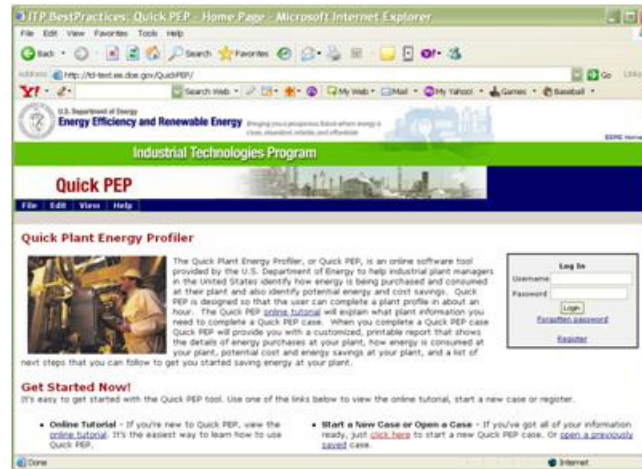 ITP BestPractices: Quick PEP - Home Page - Microsoft Internet Explorer
File Edit View Favorites Tools Help
Back Search Favorites
Address http://tcl-text.ee.doe.gov/QuickPEP/ Go Links
Search Web My Web Mail My Yahoo! Games Baseball
U.S. Department of Energy
Energy Efficiency and Renewable Energy Bringing you a prosperous future where energy is
clean, abundant, reliable, and affordable
EERE Home
Industrial Technologies Program
Quick PEP
File Edit View Help
Quick Plant Energy Profiler
The Quick Plant Energy Profiler, or Quick PEP, is an online software tool
provided by the U.S. Department of Energy to help industrial plant managers
in the United States identify how energy is being purchased and consumed
at their plant and also identify potential energy and cost savings. Quick
PEP is designed so that the user can complete a plant profile in about an
hour. The Quick PEP online tutorial will explain what plant information you
need to complete a Quick PEP case. When you complete a Quick PEP case
Quick PEP will provide you with a customized, printable report that shows
the details of energy purchases at your plant, how energy is consumed at
your plant, potential cost and energy savings at your plant, and a list of
next steps that you can follow to get you started saving energy at your plant.
Log In
Username
Password
Login
Forgotten password
Register
Get Started Now!
It's easy to get started with the Quick PEP tool. Use one of the links below to view the online tutorial, start a
new case or register.
• Online Tutorial - If you're new to Quick PEP, view the
online tutorial. It's the easiest way to learn how to use
Quick PEP.
• Start a New Case or Open a Case - If you've got all of your information
ready, just click here to start a new Quick PEP case. Or open a previously
saved case.
Done Internet